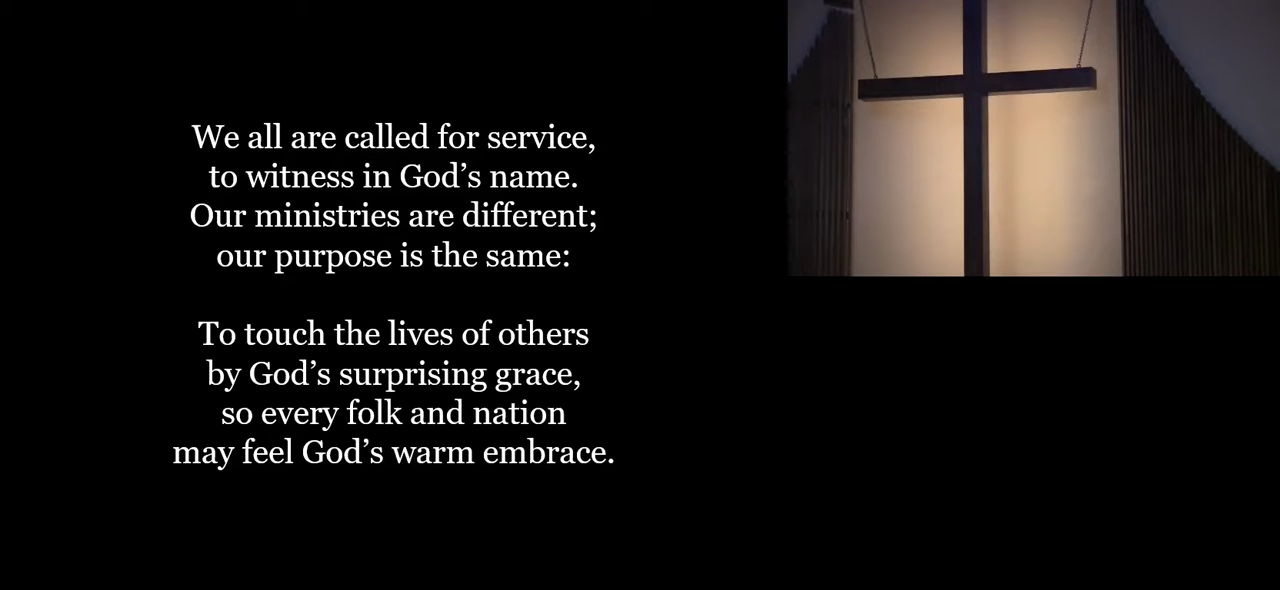 We all are called for service,
to witness in God’s name.
Our ministries are different;
our purpose is the same:
To touch the lives of others
by God’s surprising grace,
so every folk and nation
may feel God’s warm embrace.